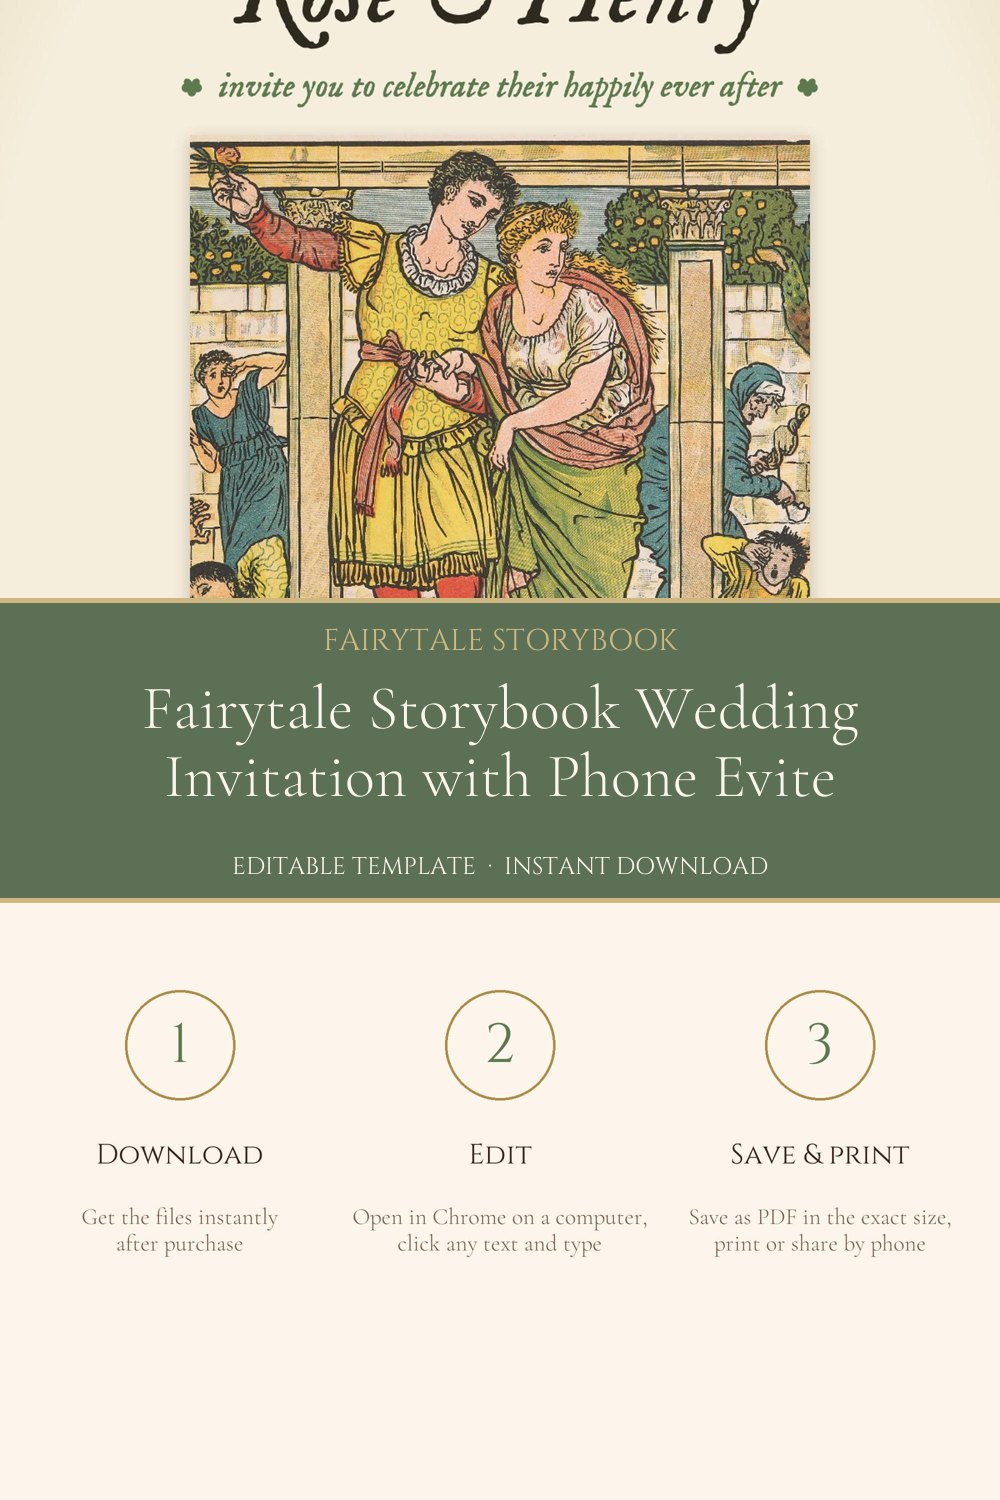 Rose & Henry
invite you to celebrate their happily ever after
FAIRYTALE STORYBOOK
Fairytale Storybook Wedding
Invitation with Phone Evite
EDITABLE TEMPLATE · INSTANT DOWNLOAD
1
2
3
DOWNLOAD
EDIT
SAVE & PRINT
Get the files instantly
after purchase
Open in Chrome on a computer,
click any text and type
Save as PDF in the exact size,
print or share by phone